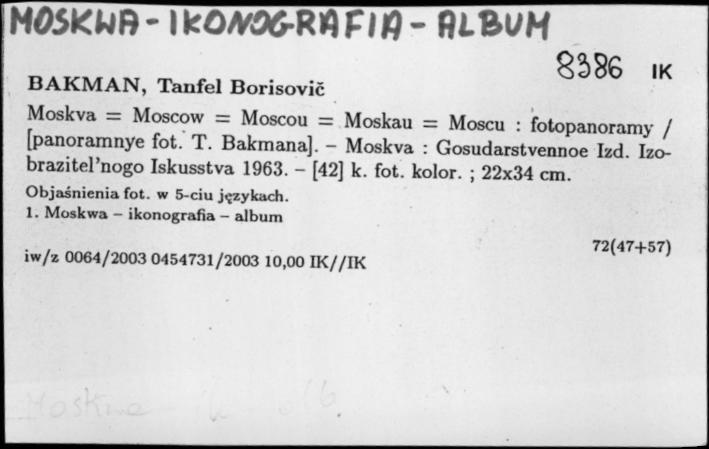 MOSKWA - IKONOGRAFIA - ALBUM
8386 IK
BAKMAN, Tanfel Borisovič
Moskva = Moscow = Moscou = Moskau = Moscu : fotopanoramy /
[panoramnye fot. T. Bakmana]. – Moskva : Gosudarstvennoe Izd. Izo-
brazitel'nogo Iskusstva 1963. – [42] k. fot. kolor. ; 22x34 cm.
Objaśnienia fot. w 5-ciu językach.
1. Moskwa – ikonografia – album
72(47+57)
iw/z 0064/2003 0454731/2003 10,00 IK//IK
Moskwa